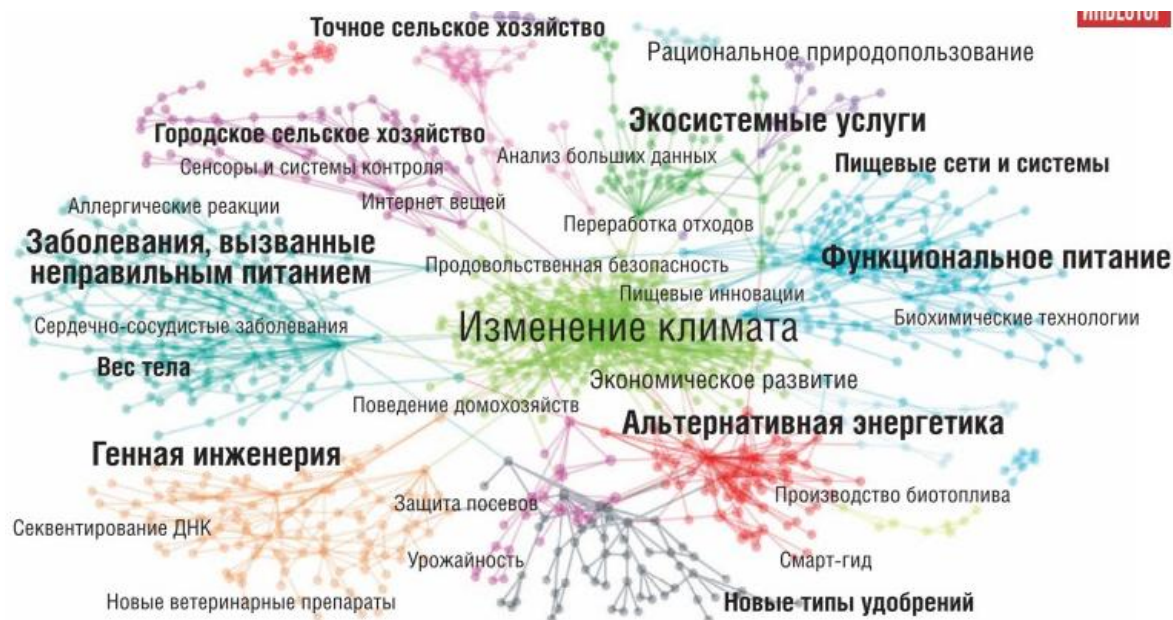 Точное сельское хозяйство
Рациональное природопользование
Экосистемные услуги
Городское сельское хозяйство
Анализ больших данных
Пищевые сети и системы
Сенсоры и системы контроля
Интернет вещей
Аллергические реакции
Переработка отходов
Заболевания, вызванные
неправильным питанием
Функциональное питание
Продовольственная безопасность
Пищевые инновации
Биохимические технологии
Сердечно-сосудистые заболевания
Изменение климата
Вес тела
Экономическое развитие
Поведение домохозяйств
Альтернативная энергетика
Генная инженерия
Защита посевов
Производство биотоплива
Секвентирование ДНК
Урожайность
Смарт-гид
Новые ветеринарные препараты
Новые типы удобрений